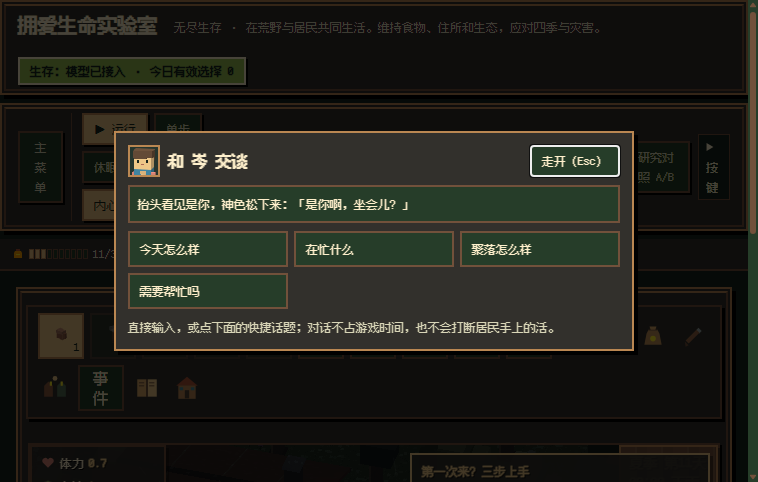 拥爱生命实验室 无尽生存 · 在荒野与居民共同生活。维持食物、住所和生态，应对四季与灾害。
生存：模型已接入 · 今日有效选择 0
主菜单
▶ 运行 单步
休眠
内心
研究对照 A/B
▶ 按键
11/3
和 岑 交谈
走开 (Esc)
抬头看见是你，神色松下来：「是你啊，坐会儿？」
今天怎么样 在忙什么 聚落怎么样
需要帮忙吗
直接输入，或点下面的快捷话题；对话不占游戏时间，也不会打断居民手上的活。
1
事件
体力 0.7
第一次来？三步上手